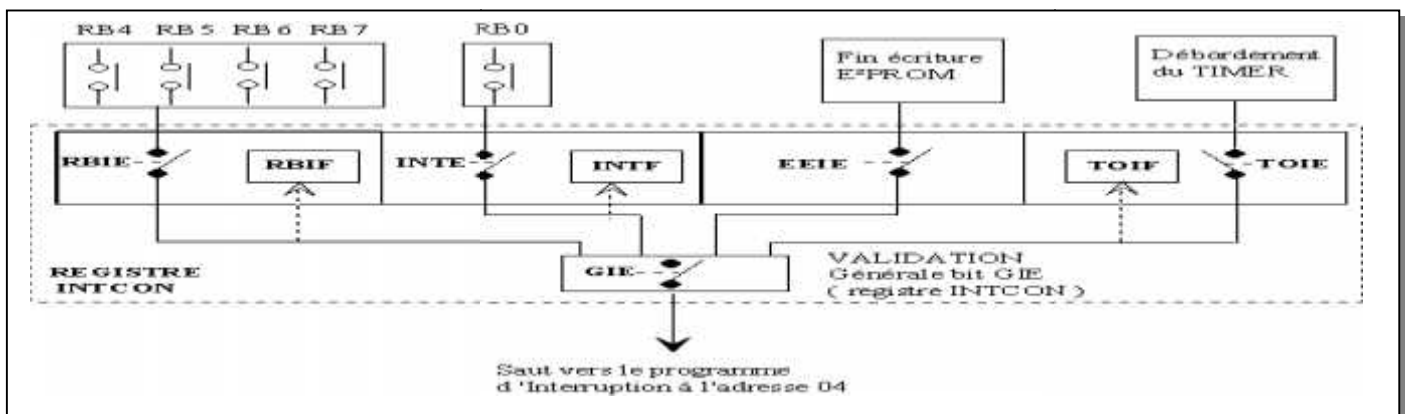 RB4 RB5 RB6 RB7
RB0
Fin écriture
E²PROM
Débordement
du TIMER
RBIE
RBIF
INTE
INTF
EEIE
TOIF
TOIE
REGISTRE
INTCON
GIE
VALIDATION
Générale bit GIE
( registre INTCON )
Saut vers le programme
d'Interruption à l'adresse 04